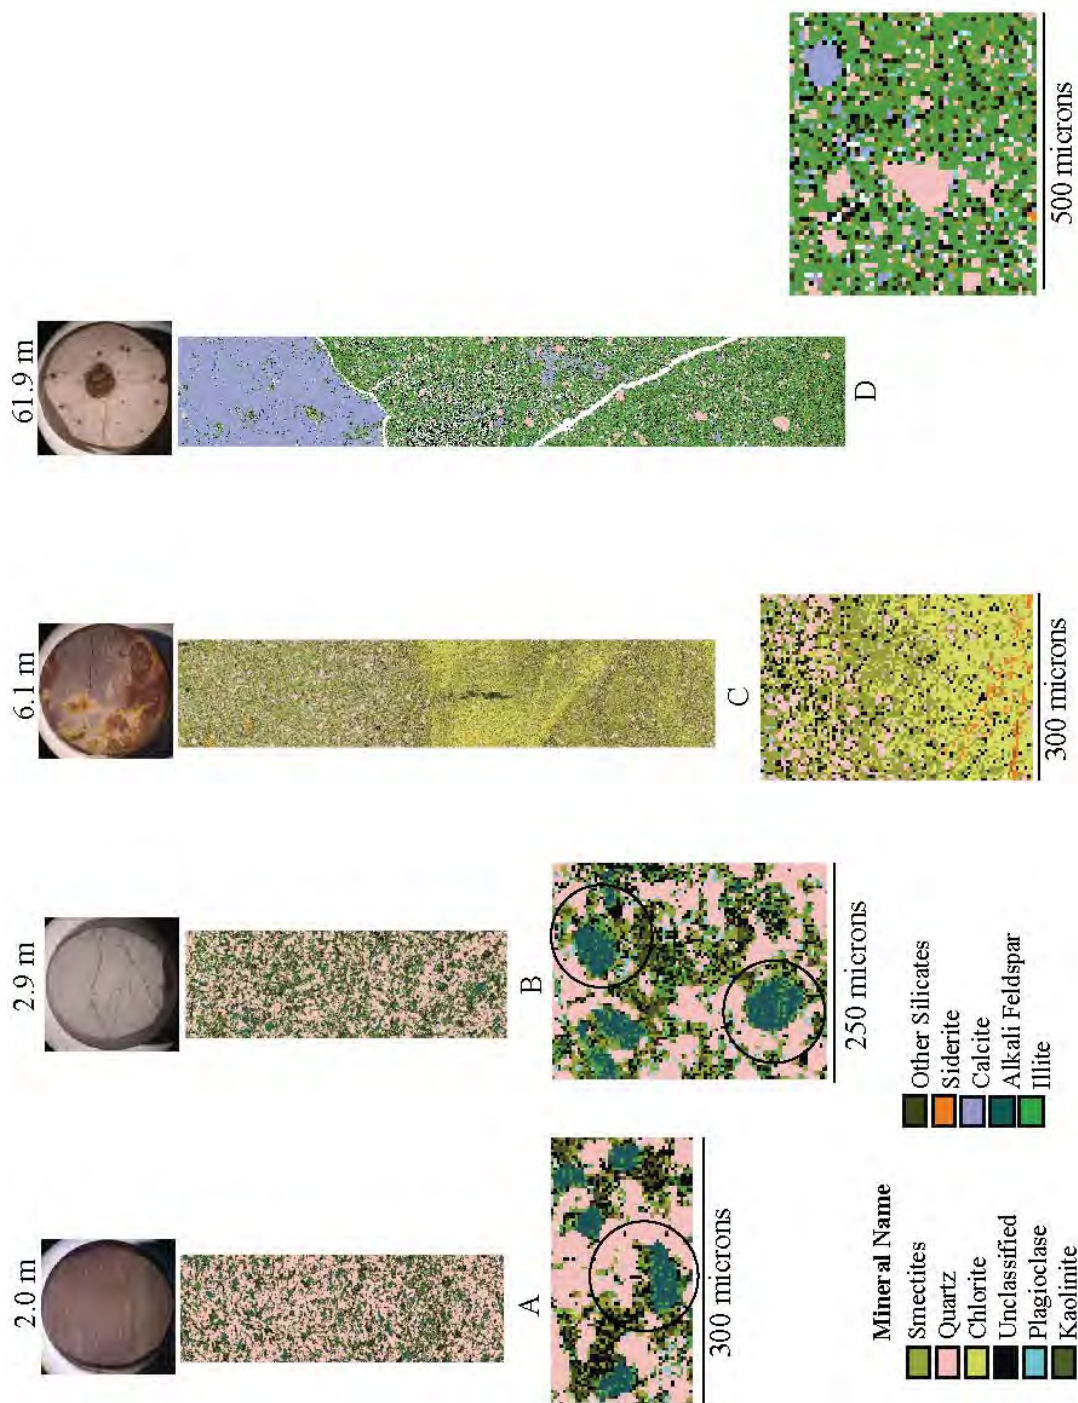 2.0 m
2.9 m
6.1 m
61.9 m
A
B
C
D
300 microns
250 microns
300 microns
500 microns
Mineral Name
Smectites
Quartz
Chlorite
Unclassified
Plagioclase
Kaolinite
Other Silicates
Siderite
Calcite
Alkali Feldspar
Illite